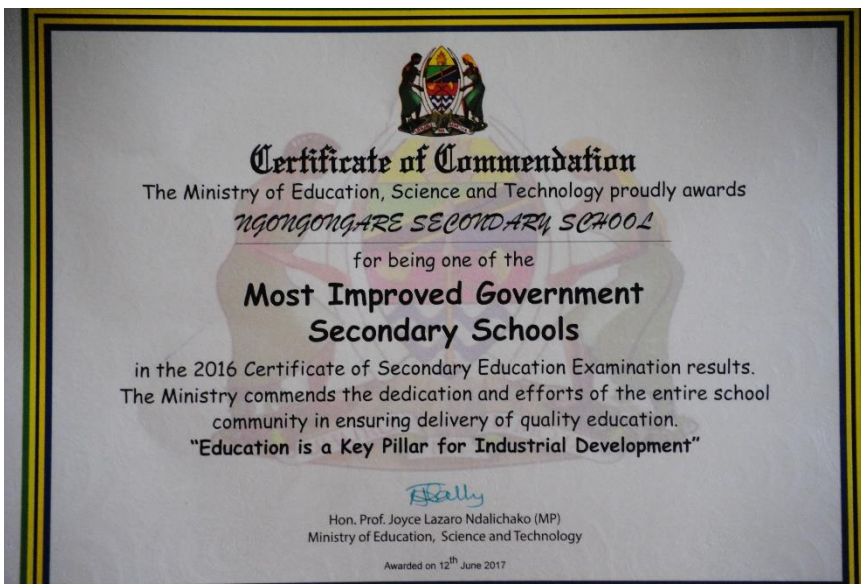 Certificate of Commendation
The Ministry of Education, Science and Technology proudly awards
NGONGONGARE SECONDARY SCHOOL
for being one of the
Most Improved Government
Secondary Schools
in the 2016 Certificate of Secondary Education Examination results.
The Ministry commends the dedication and efforts of the entire school
community in ensuring delivery of quality education.
“Education is a Key Pillar for Industrial Development”
Hon. Prof. Joyce Lazaro Ndalichako (MP)
Ministry of Education, Science and Technology
Awarded on 12th June 2017